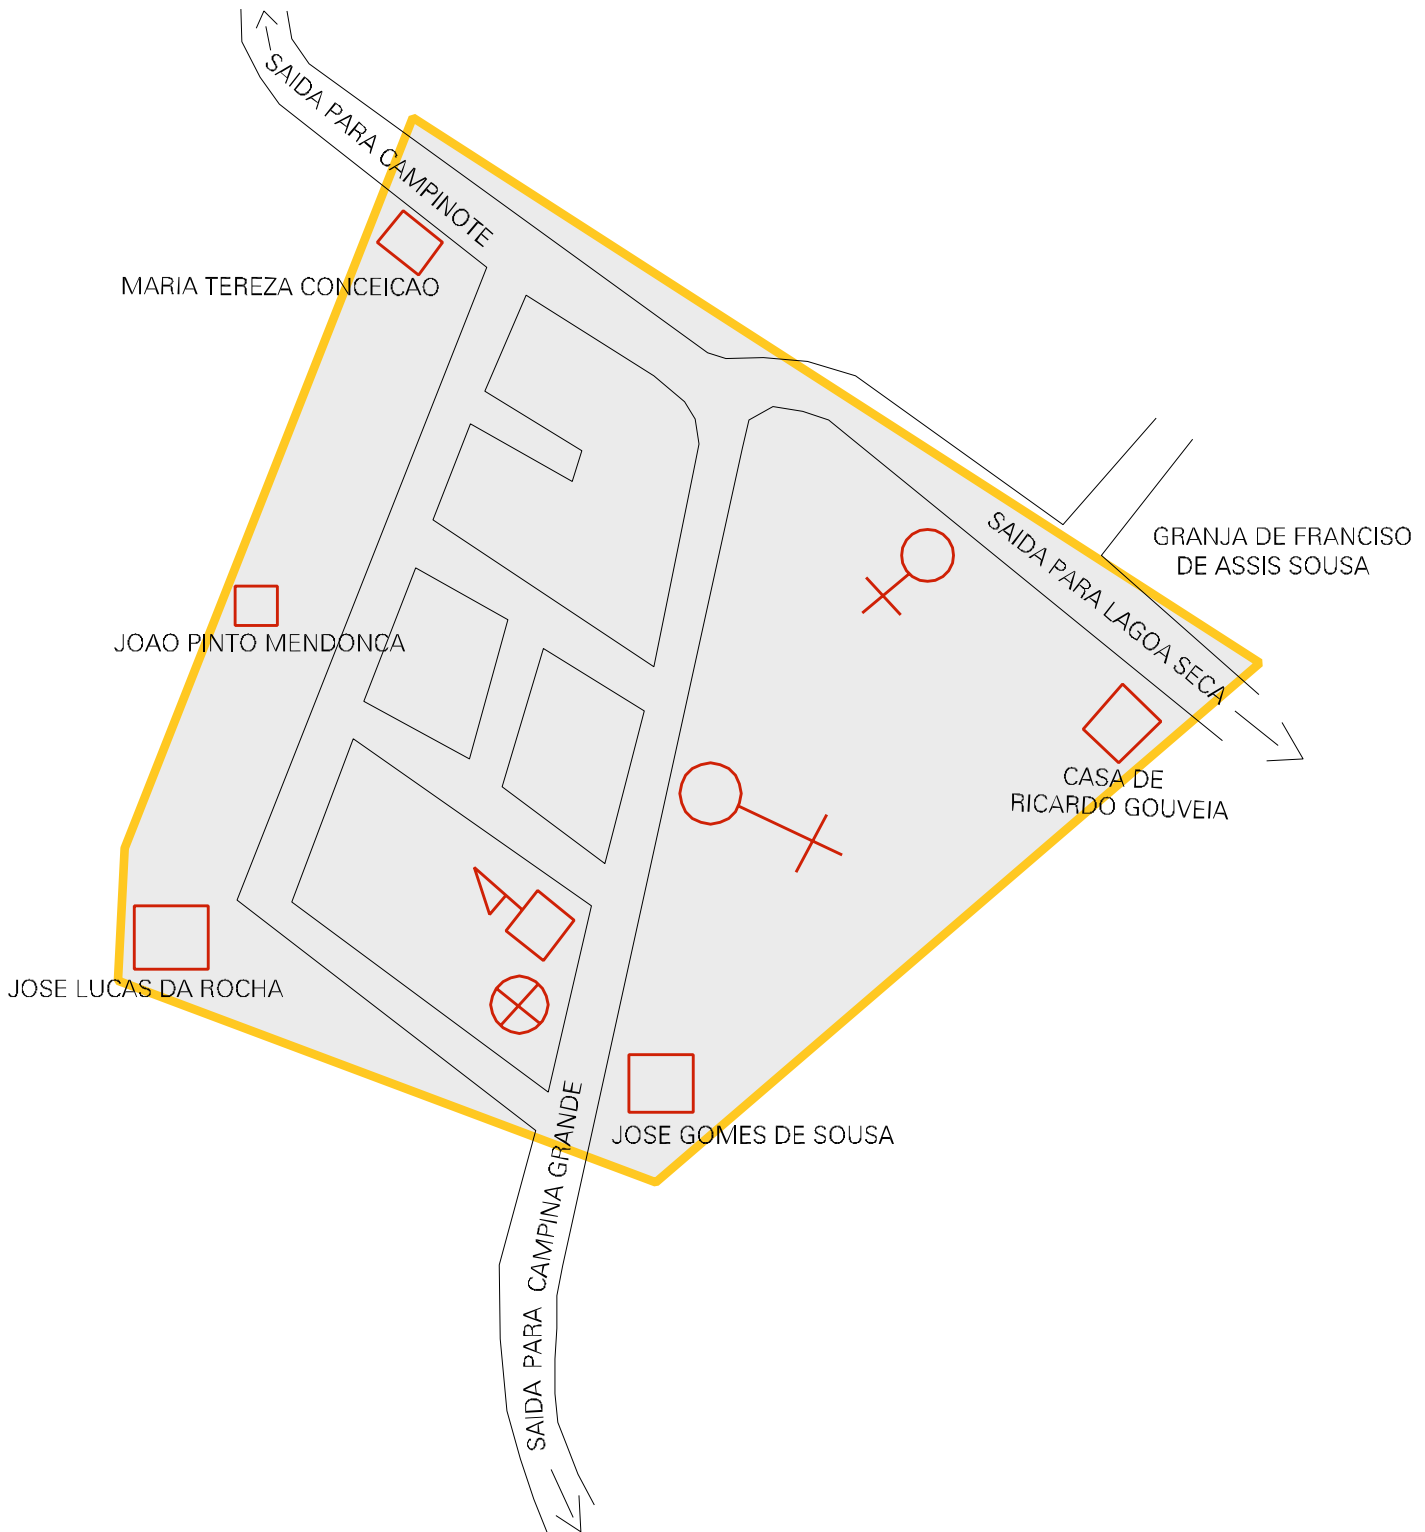 SAIDA PARA CAMPINOTE
MARIA TEREZA CONCEICAO
SAIDA PARA LAGOA SECA
GRANJA DE FRANCISO
DE ASSIS SOUSA
JOAO PINTO MENDONCA
CASA DE
RICARDO GOUVEIA
JOSE LUCAS DA ROCHA
JOSE GOMES DE SOUSA
SAIDA PARA CAMPINA GRANDE